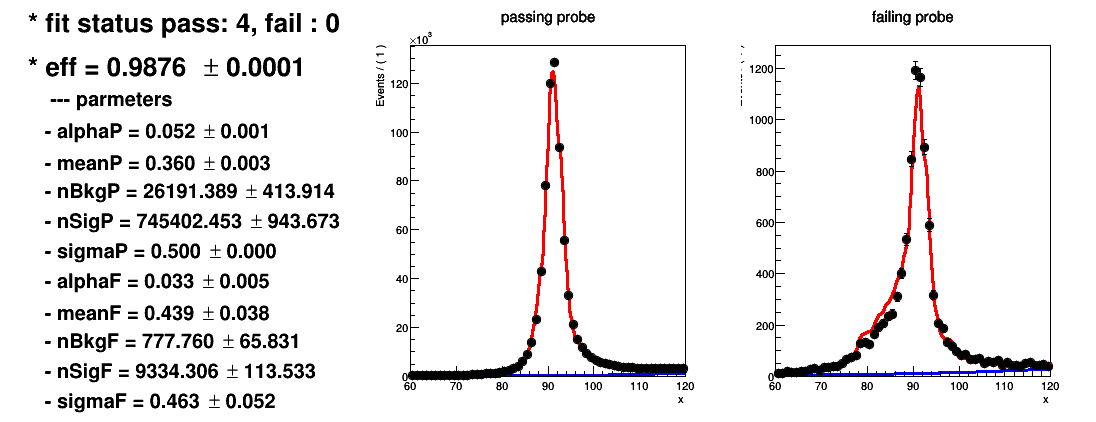 * fit status pass: 4, fail : 0
* eff = 0.9876 ± 0.0001
--- parmeters
- alphaP = 0.052 ± 0.001
- meanP = 0.360 ± 0.003
- nBkgP = 26191.389 ± 413.914
- nSigP = 745402.453 ± 943.673
- sigmaP = 0.500 ± 0.000
- alphaF = 0.033 ± 0.005
- meanF = 0.439 ± 0.038
- nBkgF = 777.760 ± 65.831
- nSigF = 9334.306 ± 113.533
- sigmaF = 0.463 ± 0.052
passing probe
×10³
Events / ( 1 )
120
100
80
60
40
20
0
60 70 80 90 100 110 120
x
failing probe
1200
1000
800
600
400
200
0
60 70 80 90 100 110 120
x